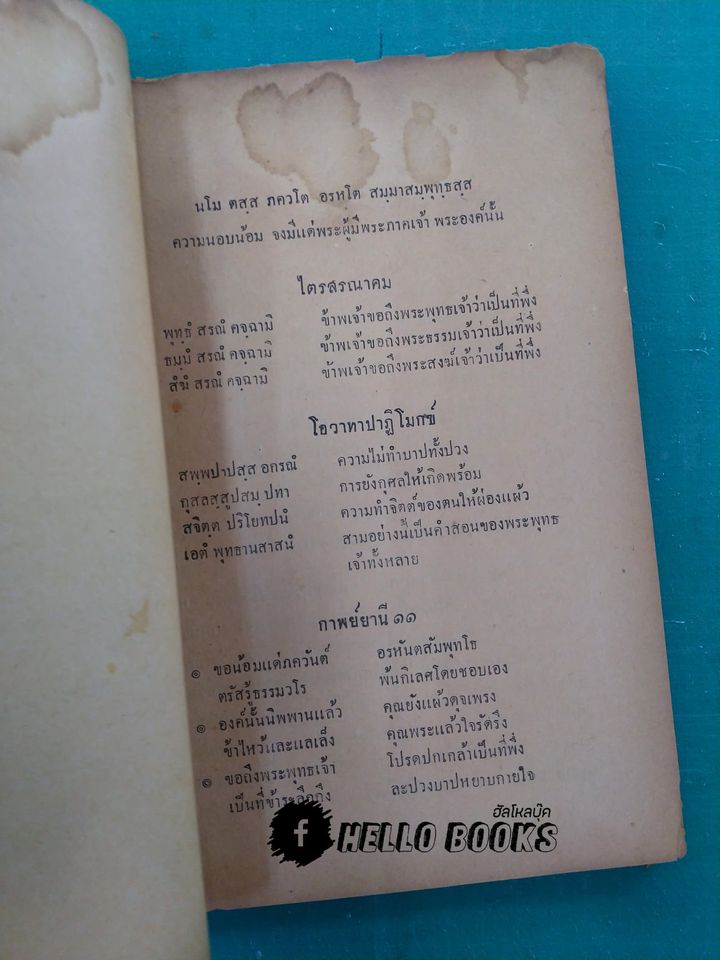 นโม ตสฺส ภควโต อรหโต สมฺมาสมฺพุทฺธสฺส
ความนอบน้อม จงมีแด่พระผู้มีพระภาคเจ้า พระองค์นั้น
ไตรสรณาคม
พุทฺธํ สรณํ คจฺฉามิ ข้าพเจ้าขอถึงพระพุทธเจ้าว่าเป็นที่พึ่ง
ธมฺมํ สรณํ คจฺฉามิ ข้าพเจ้าขอถึงพระธรรมเจ้าว่าเป็นที่พึ่ง
สํฆํ สรณํ คจฺฉามิ ข้าพเจ้าขอถึงพระสงฆ์เจ้าว่าเป็นที่พึ่ง
โอวาทาปาฏิโมกข์
สพฺพปาปสฺส อกรณํ ความไม่ทำบาปทั้งปวง
กุสลสฺสูปสมฺปทา การยังกุศลให้เกิดพร้อม
สจิตฺต ปริโยทปนํ ความทำจิตต์ของตนให้ผ่องแผ้ว
เอตํ พุทธานสาสนํ สามอย่างนี้เป็นคำสอนของพระพุทธ
เจ้าทั้งหลาย
กาพย์ยานี ๑๑
๑ ขอน้อมแด่ภควันต์ อรหันตสัมพุทโธ
ตรัสรู้ธรรมวโร พ้นกิเลศโดยชอบเอง
๑ องค์นั้นนิพพานแล้ว คุณยังแผ้วดุจเพรง
ข้าไหว้และแลเล็ง คุณพระแล้วใจรัดรึง
๑ ขอถึงพระพุทธเจ้า โปรดปกเกล้าเป็นที่พึ่ง
เป็นที่ข้าระลึกถึง ละปวงบาปหยาบกายใจ
ฮัลโหลบุ๊ค
f HELLO BOOKS